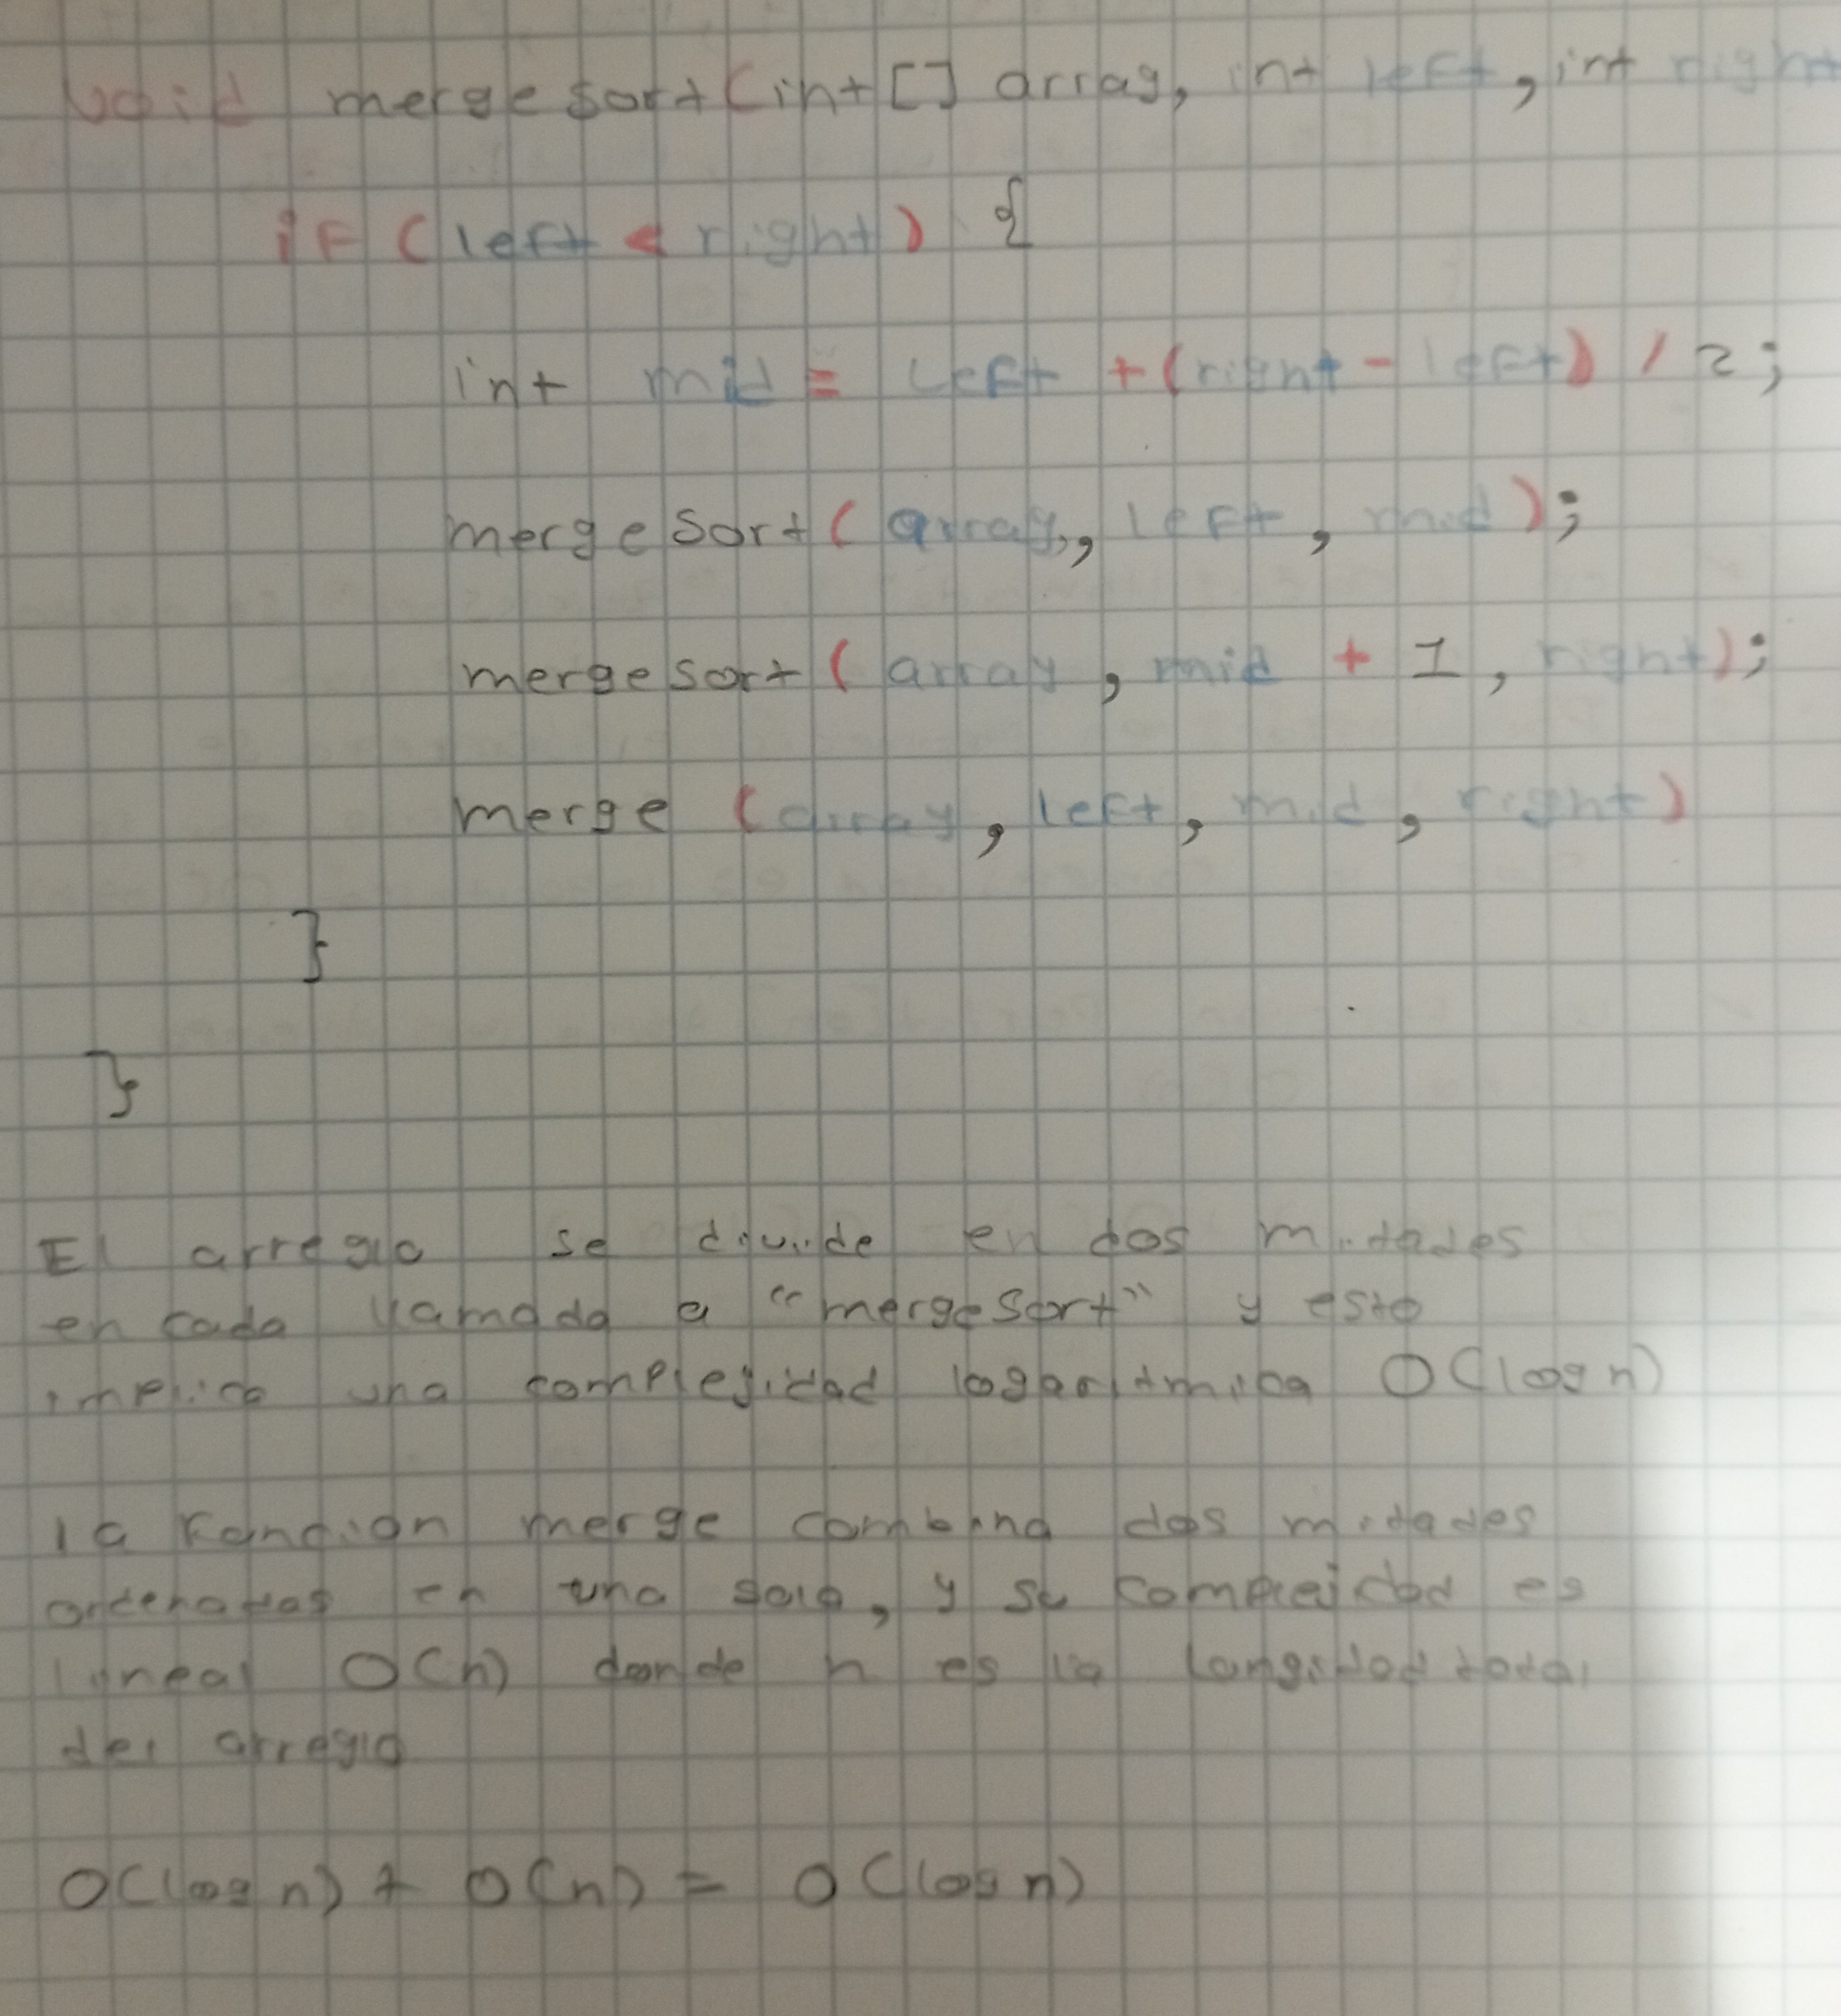 void mergesort(int[] array, int left, int right
if (left < right) {
int mid = left + (right - left) / 2;
mergeSort( array,, left, mid);
mergesort( array, mid + 1, right);
merge (array, left, mid, right)
}
}
El arreglo se divide en dos mitades
en cada llamada a "mergeSort" y esto
implica una complejidad logaritmica O(log n)
la Fancion merge combina dos mitades
ordenadas en una sola, y su complejidad es
lineal O(n) donde n es la longitud total
del arreglo
O(log n) + O(n) = O(log n)